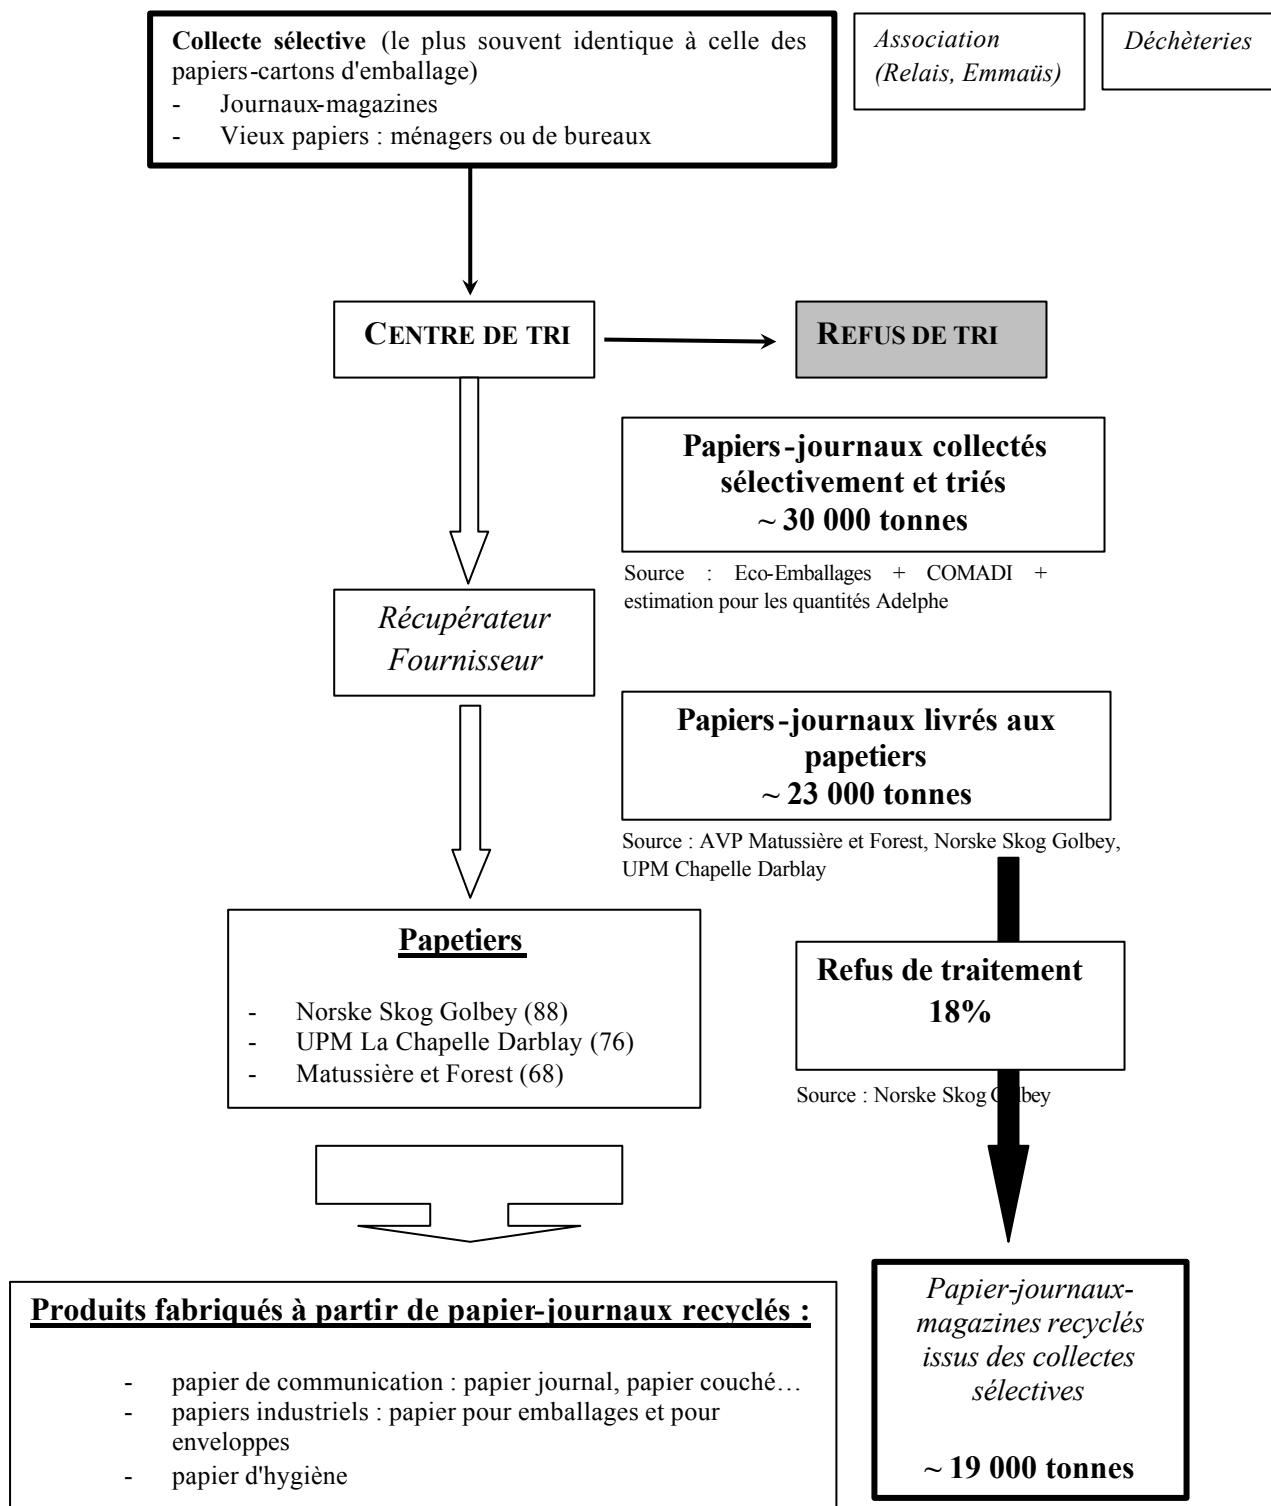 Collecte sélective (le plus souvent identique à celle des
papiers-cartons d'emballage)
- Journaux-magazines
- Vieux papiers : ménagers ou de bureaux
Association
(Relais, Emmaüs)
Déchèteries
CENTRE DE TRI
REFUS DE TRI
Papiers-journaux collectés
sélectivement et triés
~ 30 000 tonnes
Source : Eco-Emballages + COMADI +
estimation pour les quantités Adelphe
Récupérateur
Fournisseur
Papiers-journaux livrés aux
papetiers
~ 23 000 tonnes
Source : AVP Matussière et Forest, Norske Skog Golbey,
UPM Chapelle Darblay
Papetiers
- Norske Skog Golbey (88)
- UPM La Chapelle Darblay (76)
- Matussière et Forest (68)
Refus de traitement
18%
Source : Norske Skog Golbey
Produits fabriqués à partir de papier-journaux recyclés :
- papier de communication : papier journal, papier couché…
- papiers industriels : papier pour emballages et pour
enveloppes
- papier d'hygiène
Papier-journaux-
magazines recyclés
issus des collectes
sélectives
~ 19 000 tonnes